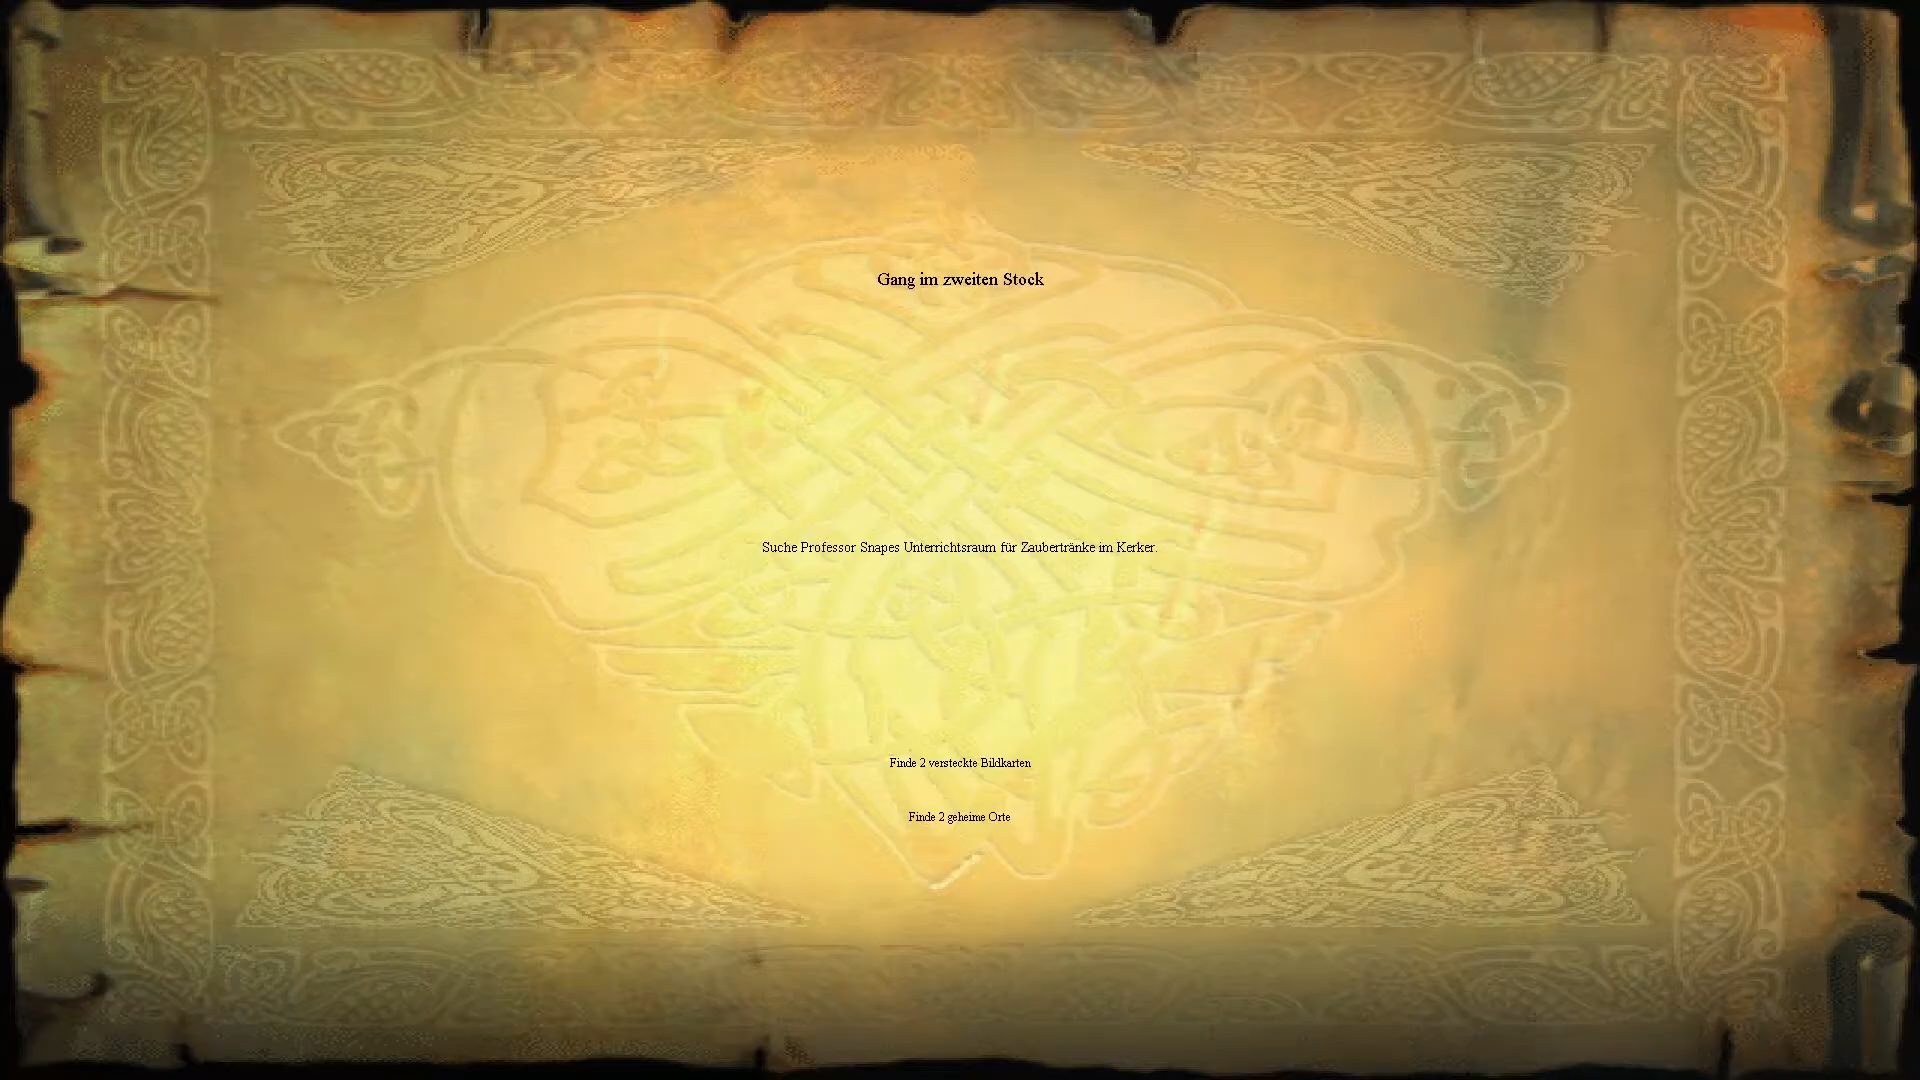 Gang im zweiten Stock
Suche Professor Snapes Unterrichtsraum für Zaubertränke im Kerker.
Finde 2 versteckte Bildkarten
Finde 2 geheime Orte